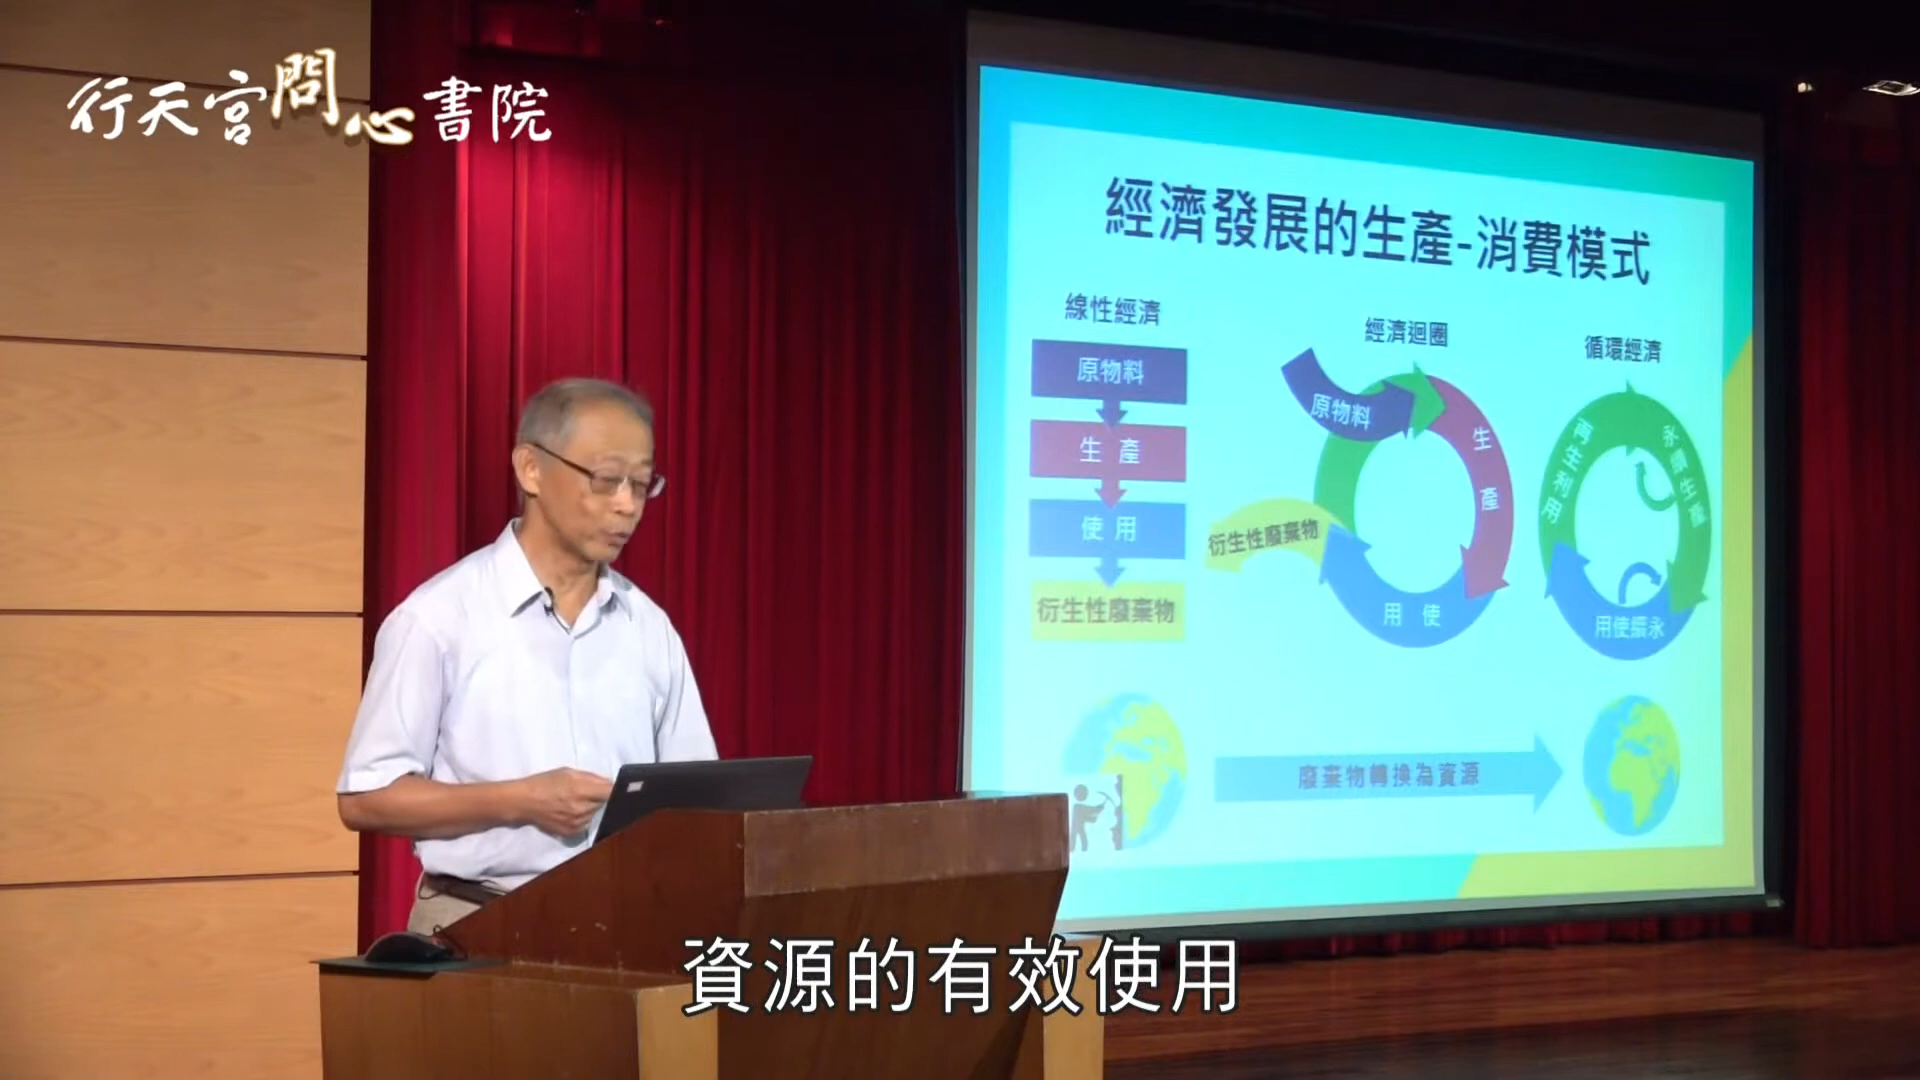 行天宮問心書院
經濟發展的生產-消費模式
線性經濟
原物料
生產
使用
衍生性廢棄物
經濟迴圈
原物料
生產
用使
衍生性廢棄物
循環經濟
再生利用
永續生產
用使續永
廢棄物轉換為資源
資源的有效使用